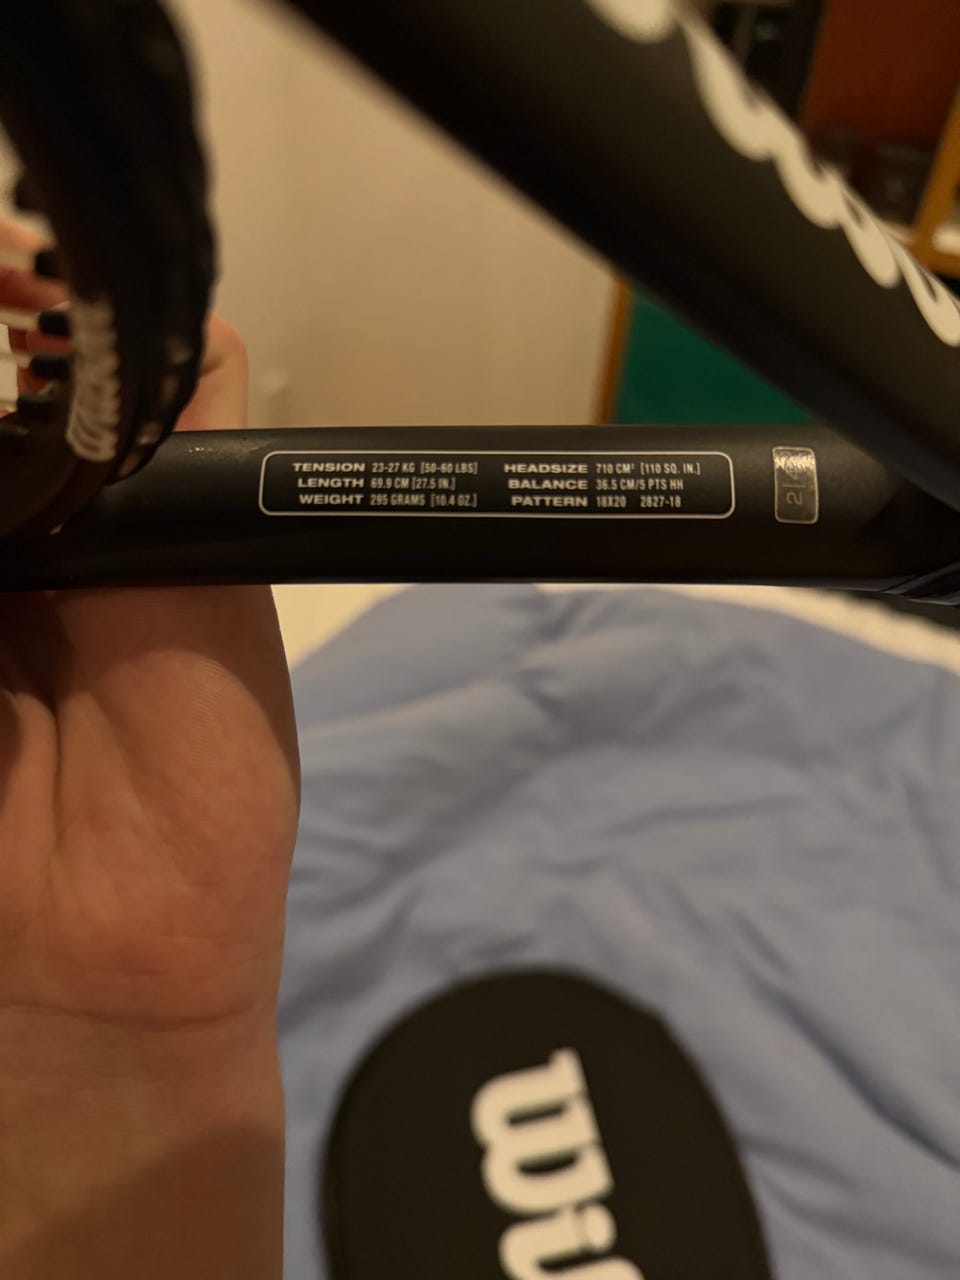 TENSION 23-27 KG [50-60 LBS] HEADSIZE 710 CM² [110 SQ. IN.]
LENGTH 69.9 CM [27.5 IN.] BALANCE 36.5 CM/5 PTS HH
WEIGHT 295 GRAMS [10.4 OZ.] PATTERN 18X20 2827-18
Wi